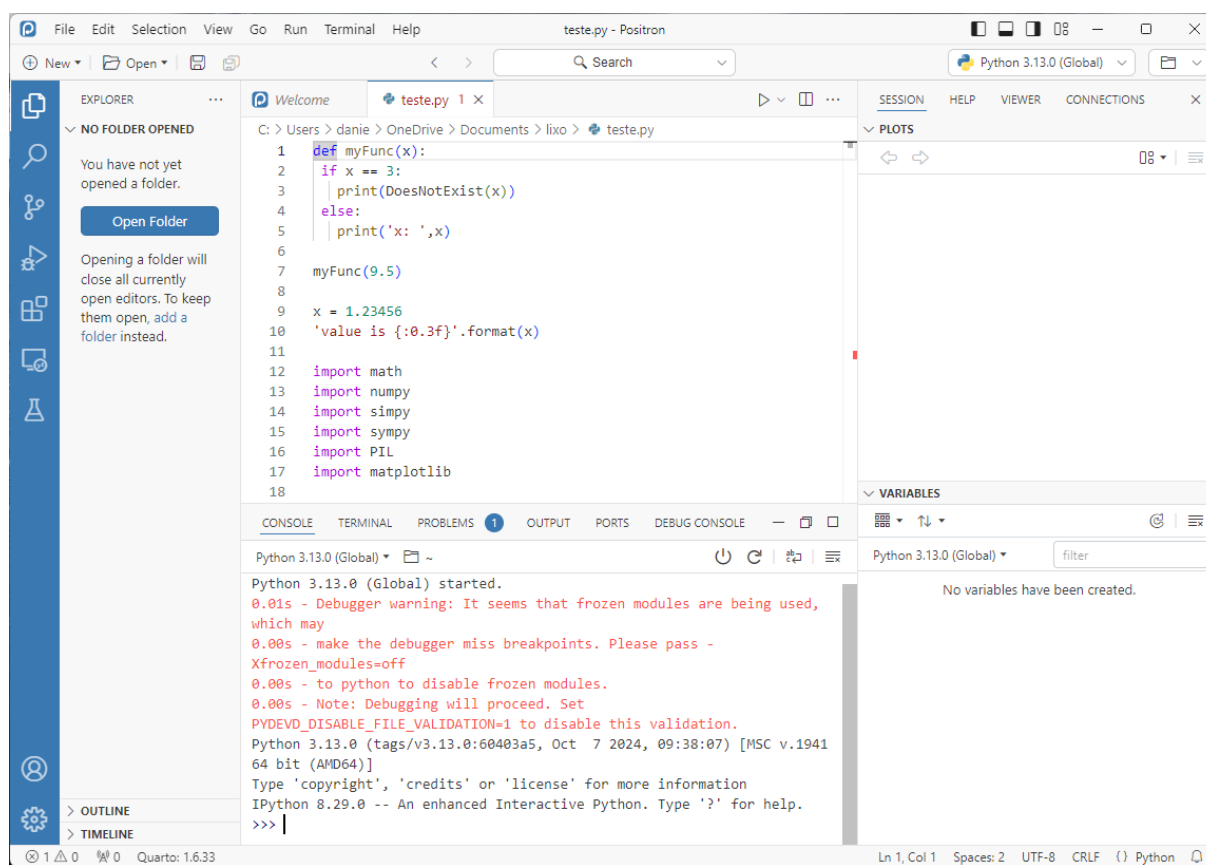 File Edit Selection View Go Run Terminal Help teste.py - Positron
New Open Search Python 3.13.0 (Global)
EXPLORER
NO FOLDER OPENED
You have not yet
opened a folder.
Open Folder
Opening a folder will
close all currently
open editors. To keep
them open, add a
folder instead.
OUTLINE
TIMELINE
Welcome teste.py 1
C: > Users > danie > OneDrive > Documents > lixo > teste.py
1 def myFunc(x):
2 if x == 3:
3 print(DoesNotExist(x))
4 else:
5 print('x: ',x)
6
7 myFunc(9.5)
8
9 x = 1.23456
10 'value is {:0.3f}'.format(x)
11
12 import math
13 import numpy
14 import simpy
15 import sympy
16 import PIL
17 import matplotlib
18
CONSOLE TERMINAL PROBLEMS 1 OUTPUT PORTS DEBUG CONSOLE
Python 3.13.0 (Global) ~
Python 3.13.0 (Global) started.
0.01s - Debugger warning: It seems that frozen modules are being used,
which may
0.00s - make the debugger miss breakpoints. Please pass -
Xfrozen_modules=off
0.00s - to python to disable frozen modules.
0.00s - Note: Debugging will proceed. Set
PYDEVD_DISABLE_FILE_VALIDATION=1 to disable this validation.
Python 3.13.0 (tags/v3.13.0:60403a5, Oct  7 2024, 09:38:07) [MSC v.1941
64 bit (AMD64)]
Type 'copyright', 'credits' or 'license' for more information
IPython 8.29.0 -- An enhanced Interactive Python. Type '?' for help.
>>>
SESSION HELP VIEWER CONNECTIONS
PLOTS
VARIABLES
Python 3.13.0 (Global) filter
No variables have been created.
1 0 0 Quarto: 1.6.33 Ln 1, Col 1 Spaces: 2 UTF-8 CRLF {} Python